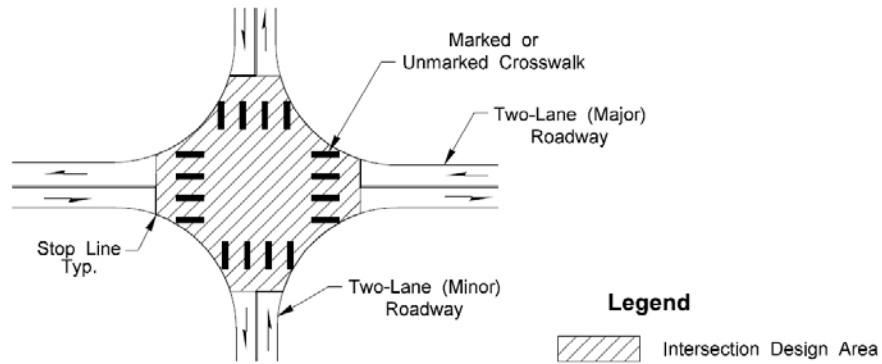 Marked or
Unmarked Crosswalk
Two-Lane (Major)
Roadway
Stop Line
Typ.
Two-Lane (Minor)
Roadway
Legend
Intersection Design Area